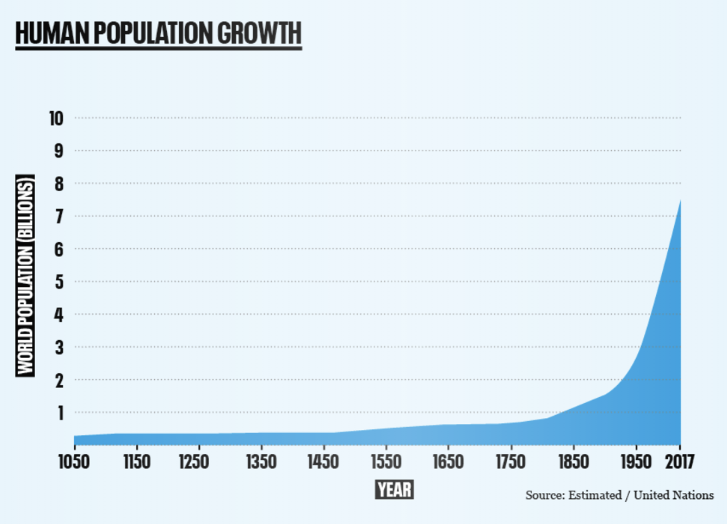 HUMAN POPULATION GROWTH
10
9
8
7
6
5
4
3
2
1
WORLD POPULATION (BILLIONS)
1050 1150 1250 1350 1450 1550 1650 1750 1850 1950 2017
YEAR
Source: Estimated / United Nations